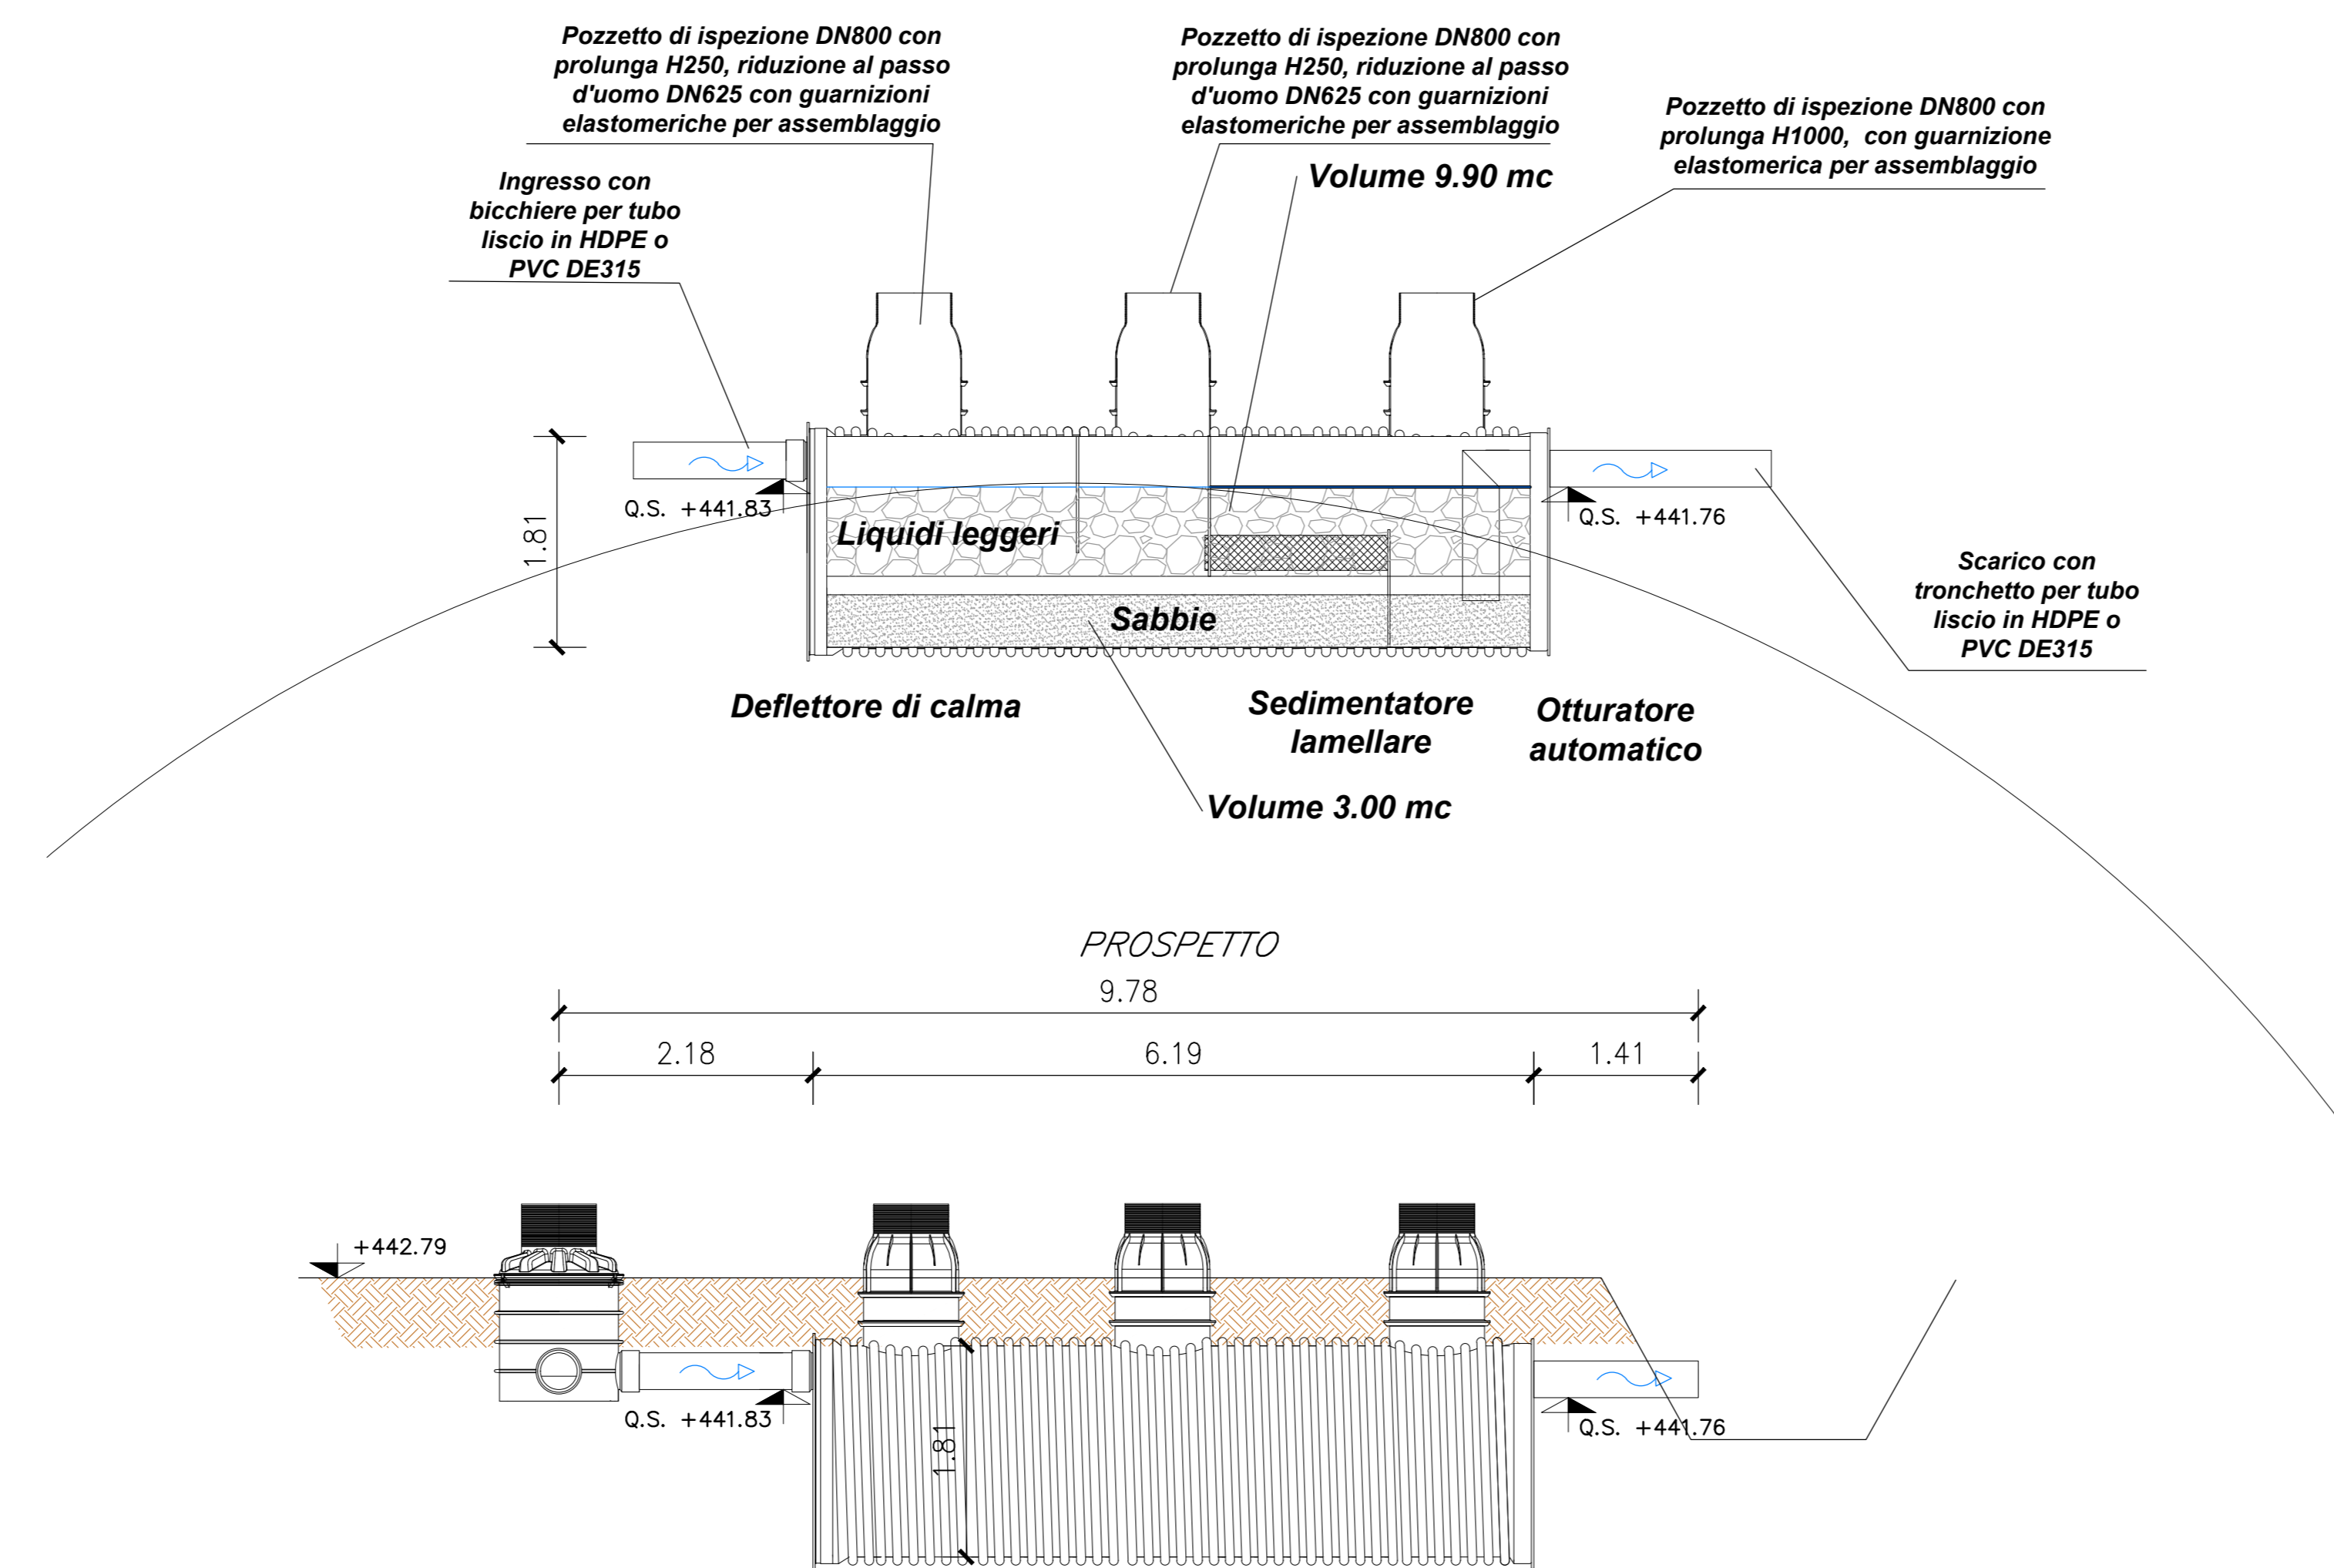 Pozzetto di ispezione DN800 con
prolunga H250, riduzione al passo
d'uomo DN625 con guarnizioni
elastomeriche per assemblaggio
Pozzetto di ispezione DN800 con
prolunga H250, riduzione al passo
d'uomo DN625 con guarnizioni
elastomeriche per assemblaggio
Pozzetto di ispezione DN800 con
prolunga H1000, con guarnizione
elastomerica per assemblaggio
Ingresso con
bicchiere per tubo
liscio in HDPE o
PVC DE315
Volume 9.90 mc
Q.S. +441.83
1.81
Liquidi leggeri
Q.S. +441.76
Sabbie
Scarico con
tronchetto per tubo
liscio in HDPE o
PVC DE315
Deflettore di calma
Sedimentatore
lamellare
Otturatore
automatico
Volume 3.00 mc
PROSPETTO
9.78
2.18
6.19
1.41
+442.79
Q.S. +441.83
1.81
Q.S. +441.76